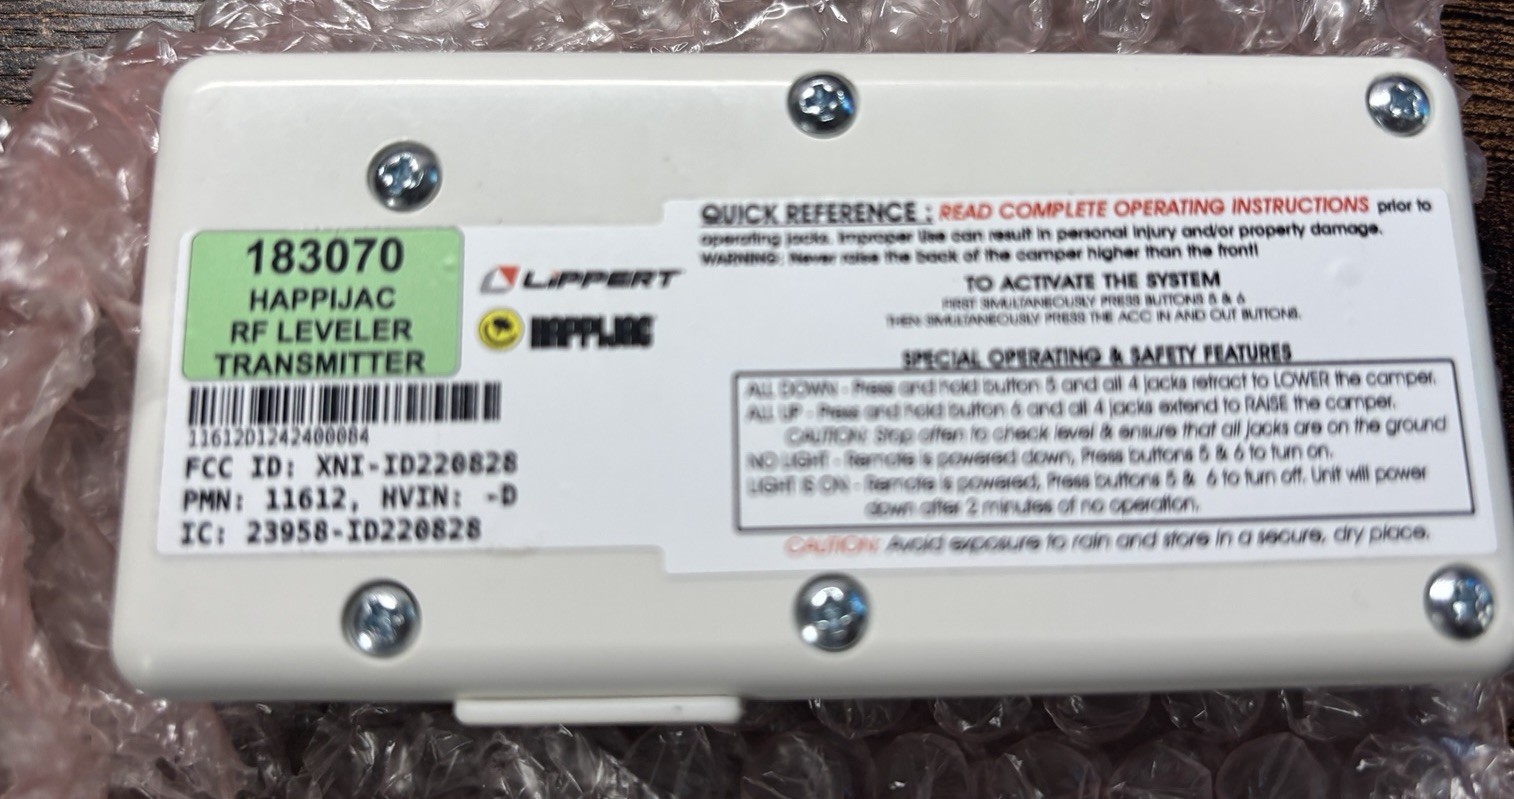 183070
HAPPIJAC
RF LEVELER
TRANSMITTER
11612D1242400084
FCC ID: XNI-ID220828
PMN: 11612, HVIN: -D
IC: 23958-ID220828
LIPPERT
HAPPIJAC
QUICK REFERENCE : READ COMPLETE OPERATING INSTRUCTIONS prior to
operating jacks. Improper Use can result in personal injury and/or property damage.
WARNING: Never raise the back of the camper higher than the front!
TO ACTIVATE THE SYSTEM
FIRST SIMULTANEOUSLY PRESS BUTTONS 5 & 6
THEN SIMULTANEOUSLY PRESS THE ACC IN AND OUT BUTTONS.
SPECIAL OPERATING & SAFETY FEATURES
ALL DOWN - Press and hold button 5 and all 4 jacks retract to LOWER the camper.
ALL UP - Press and hold button 6 and all 4 jacks extend to RAISE the camper.
CAUTION: Stop often to check level & ensure that all jacks are on the ground
NO LIGHT - Remote is powered down, Press buttons 5 & 6 to turn on.
LIGHT IS ON - Remote is powered, Press buttons 5 & 6 to turn off. Unit will power
down after 2 minutes of no operation.
CAUTION: Avoid exposure to rain and store in a secure, dry place.